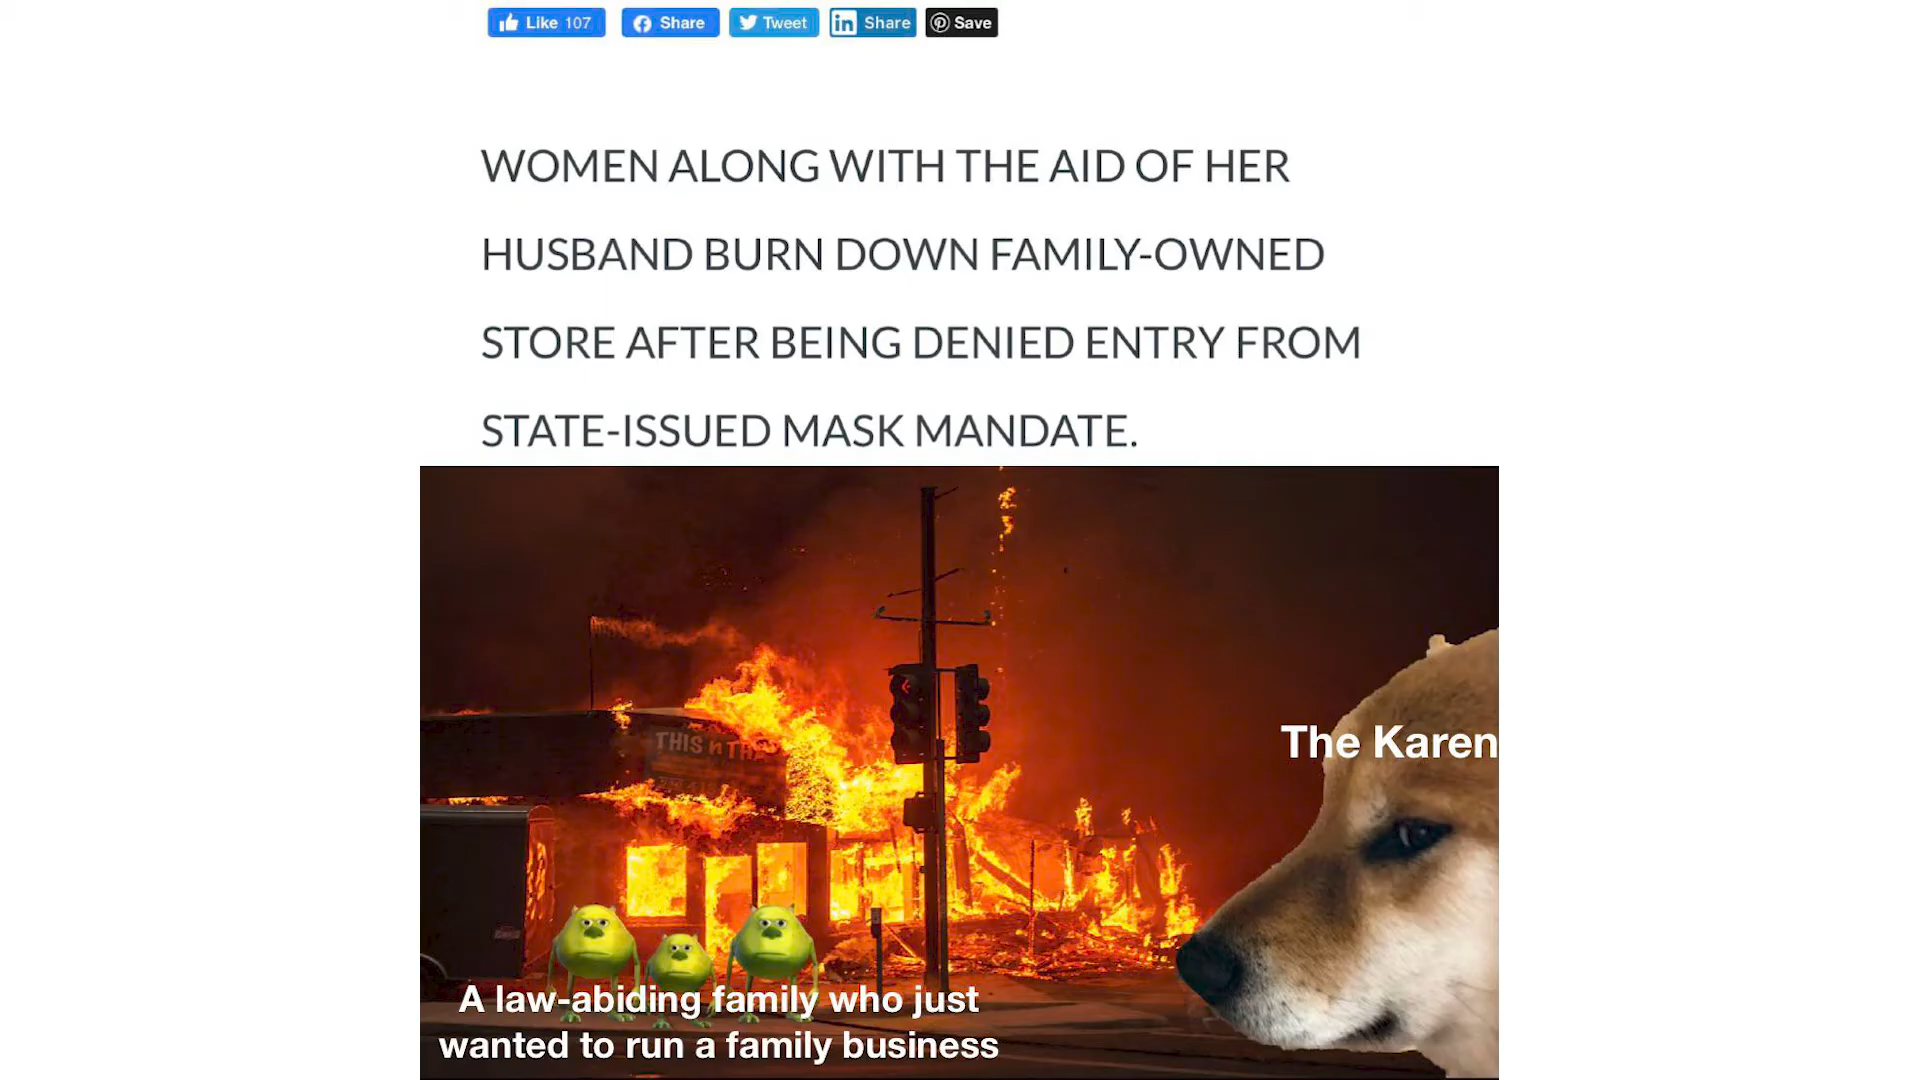 Like 107 Share Tweet in Share Save
WOMEN ALONG WITH THE AID OF HER
HUSBAND BURN DOWN FAMILY-OWNED
STORE AFTER BEING DENIED ENTRY FROM
STATE-ISSUED MASK MANDATE.
THIS N THA
The Karen
A law-abiding family who just
wanted to run a family business